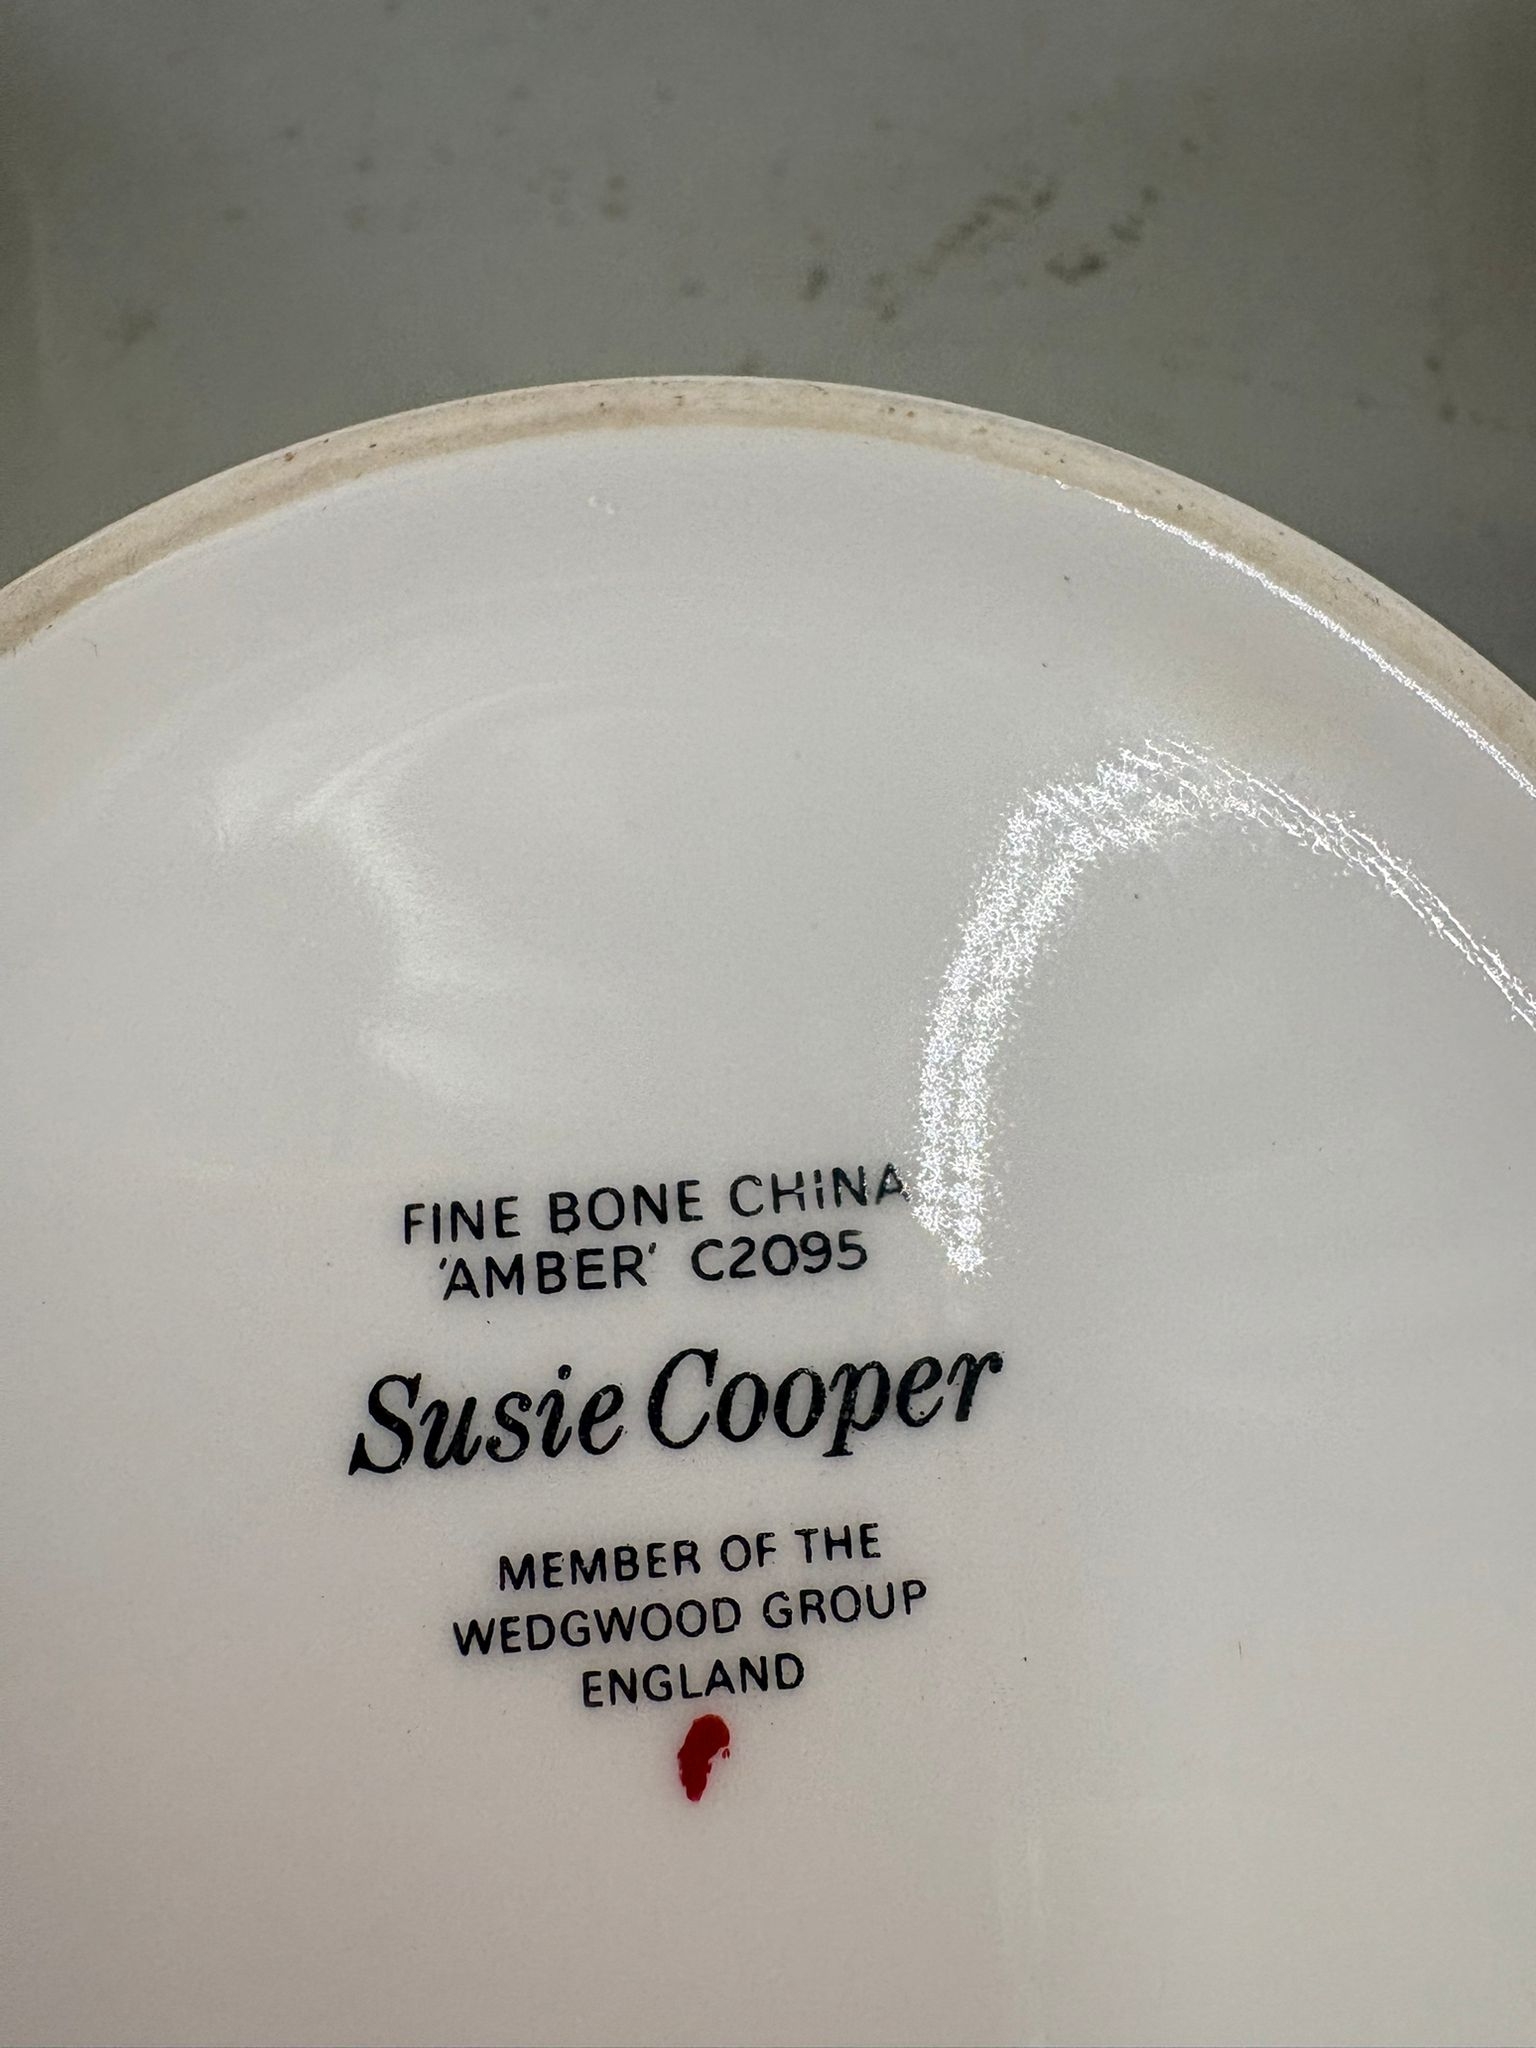 FINE BONE CHINA
'AMBER' C2095
Susie Cooper
MEMBER OF THE
WEDGWOOD GROUP
ENGLAND